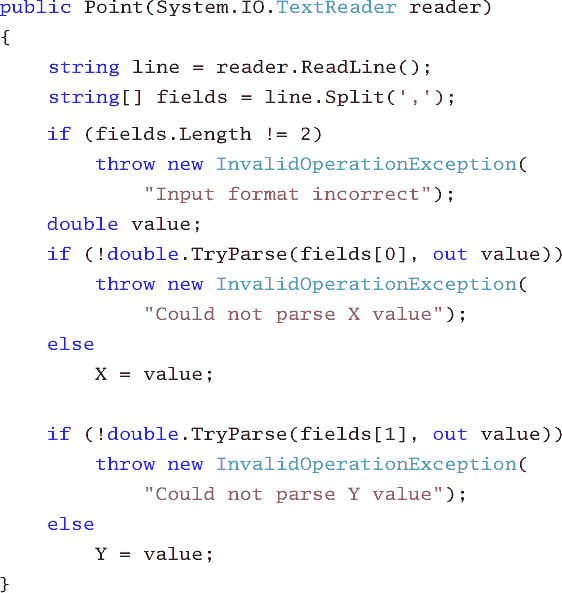 public Point(System.IO.TextReader reader)
{
    string line = reader.ReadLine();
    string[] fields = line.Split(',');
    if (fields.Length != 2)
        throw new InvalidOperationException(
            "Input format incorrect");
    double value;
    if (!double.TryParse(fields[0], out value))
        throw new InvalidOperationException(
            "Could not parse X value");
    else
        X = value;

    if (!double.TryParse(fields[1], out value))
        throw new InvalidOperationException(
            "Could not parse Y value");
    else
        Y = value;
}